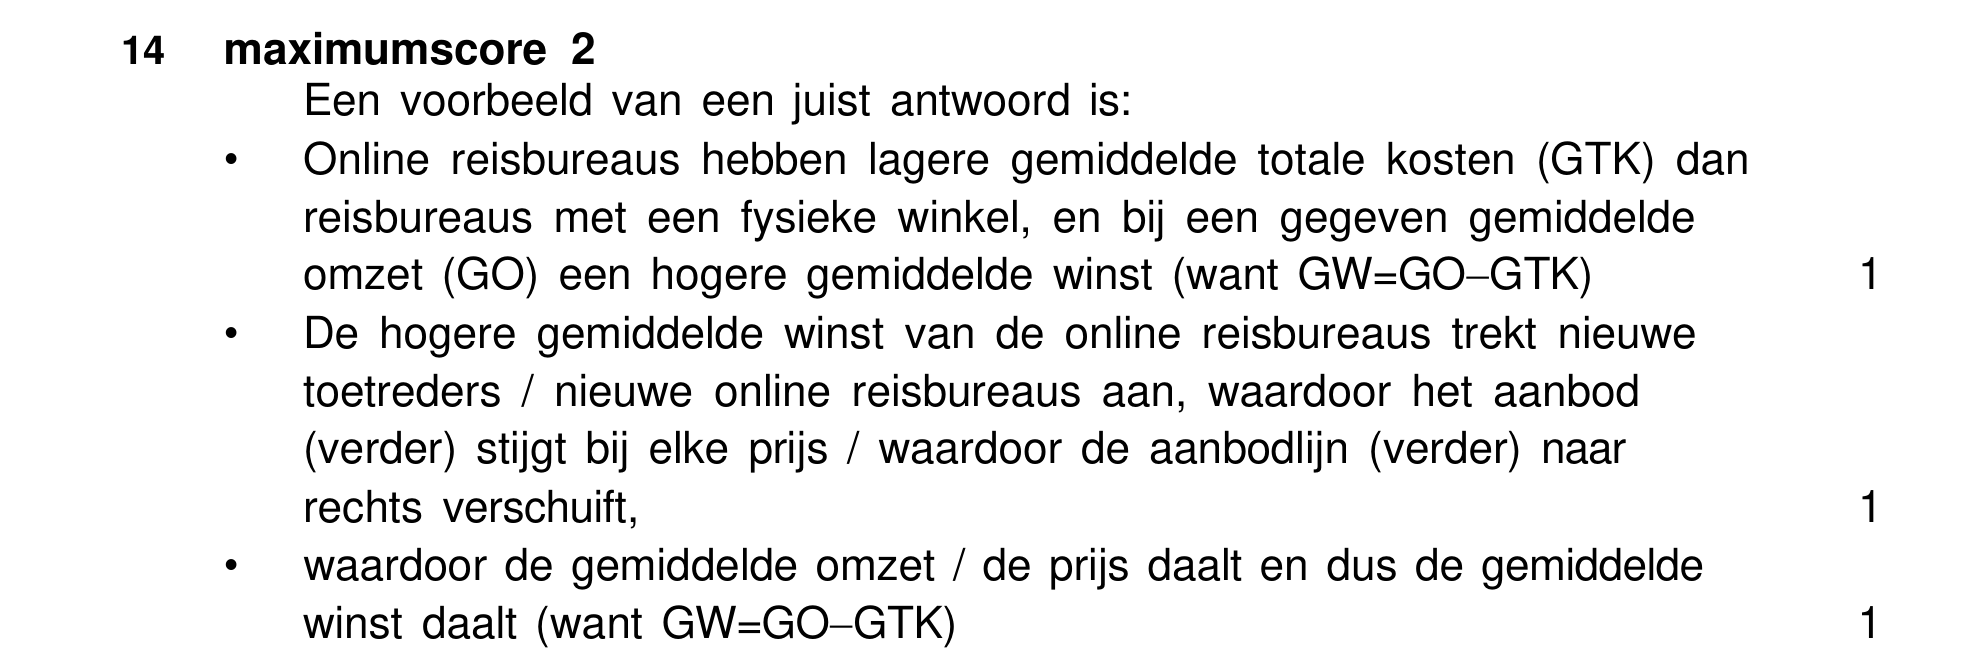 14 maximumscore 2
Een voorbeeld van een juist antwoord is:
• Online reisbureaus hebben lagere gemiddelde totale kosten (GTK) dan
reisbureaus met een fysieke winkel, en bij een gegeven gemiddelde
omzet (GO) een hogere gemiddelde winst (want GW=GO–GTK) 1
• De hogere gemiddelde winst van de online reisbureaus trekt nieuwe
toetreders / nieuwe online reisbureaus aan, waardoor het aanbod
(verder) stijgt bij elke prijs / waardoor de aanbodlijn (verder) naar
rechts verschuift, 1
• waardoor de gemiddelde omzet / de prijs daalt en dus de gemiddelde
winst daalt (want GW=GO–GTK) 1